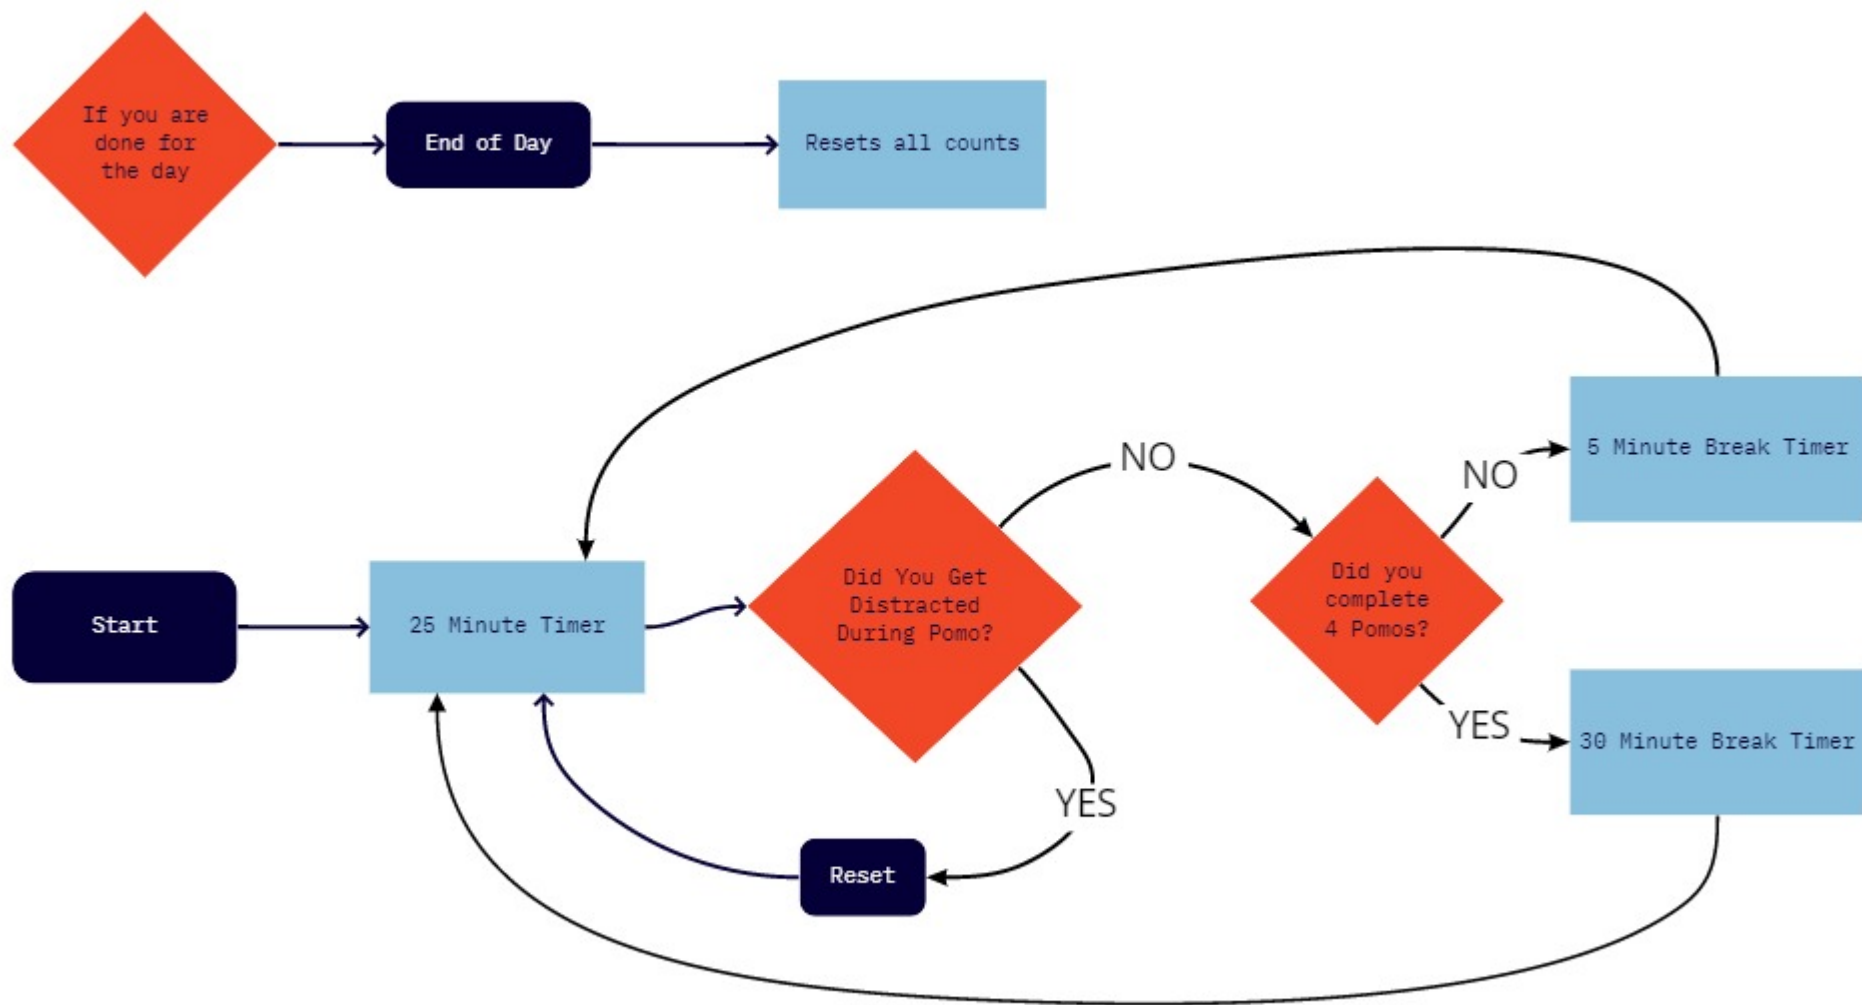 If you are
done for
the day
End of Day
Resets all counts
NO
NO
5 Minute Break Timer
Start
25 Minute Timer
Did You Get
Distracted
During Pomo?
Did you
complete
4 Pomos?
YES
30 Minute Break Timer
YES
Reset